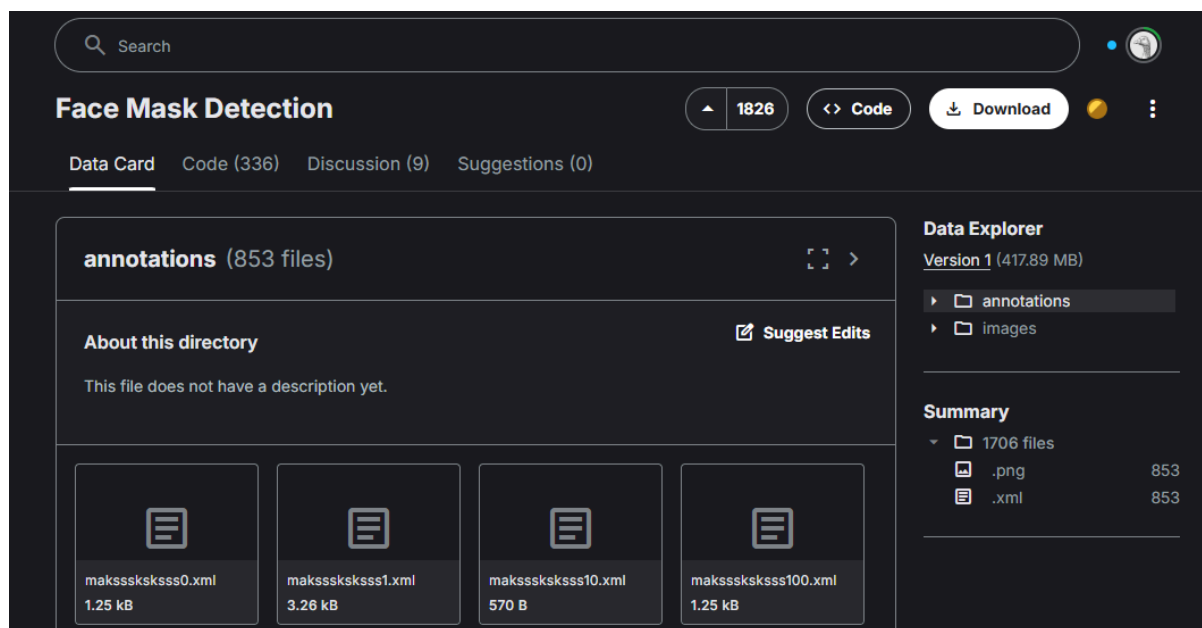 Search
Face Mask Detection
1826
<> Code
Download
Data Card Code (336) Discussion (9) Suggestions (0)
annotations (853 files)
About this directory
Suggest Edits
This file does not have a description yet.
maksssksksss0.xml
1.25 kB
maksssksksss1.xml
3.26 kB
maksssksksss10.xml
570 B
maksssksksss100.xml
1.25 kB
Data Explorer
Version 1 (417.89 MB)
annotations
images
Summary
1706 files
.png 853
.xml 853